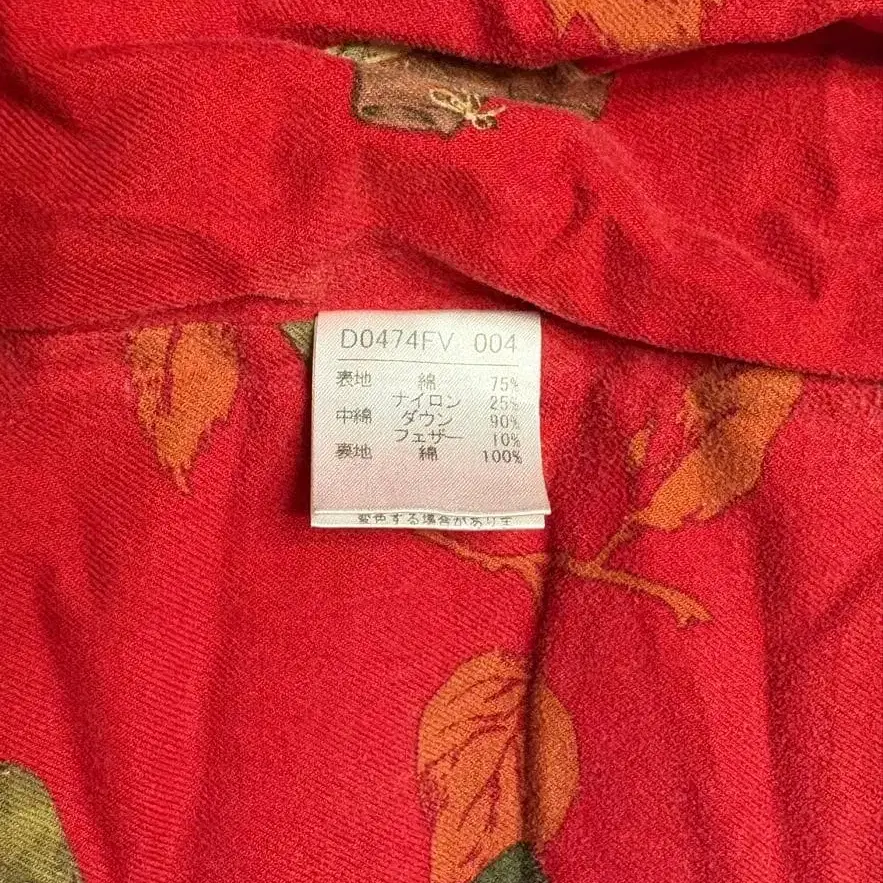 D0474FV 004
表地 綿 75%
ナイロン 25%
中綿 ダウン 90%
フェザー 10%
裏地 綿 100%
変色する場合があります